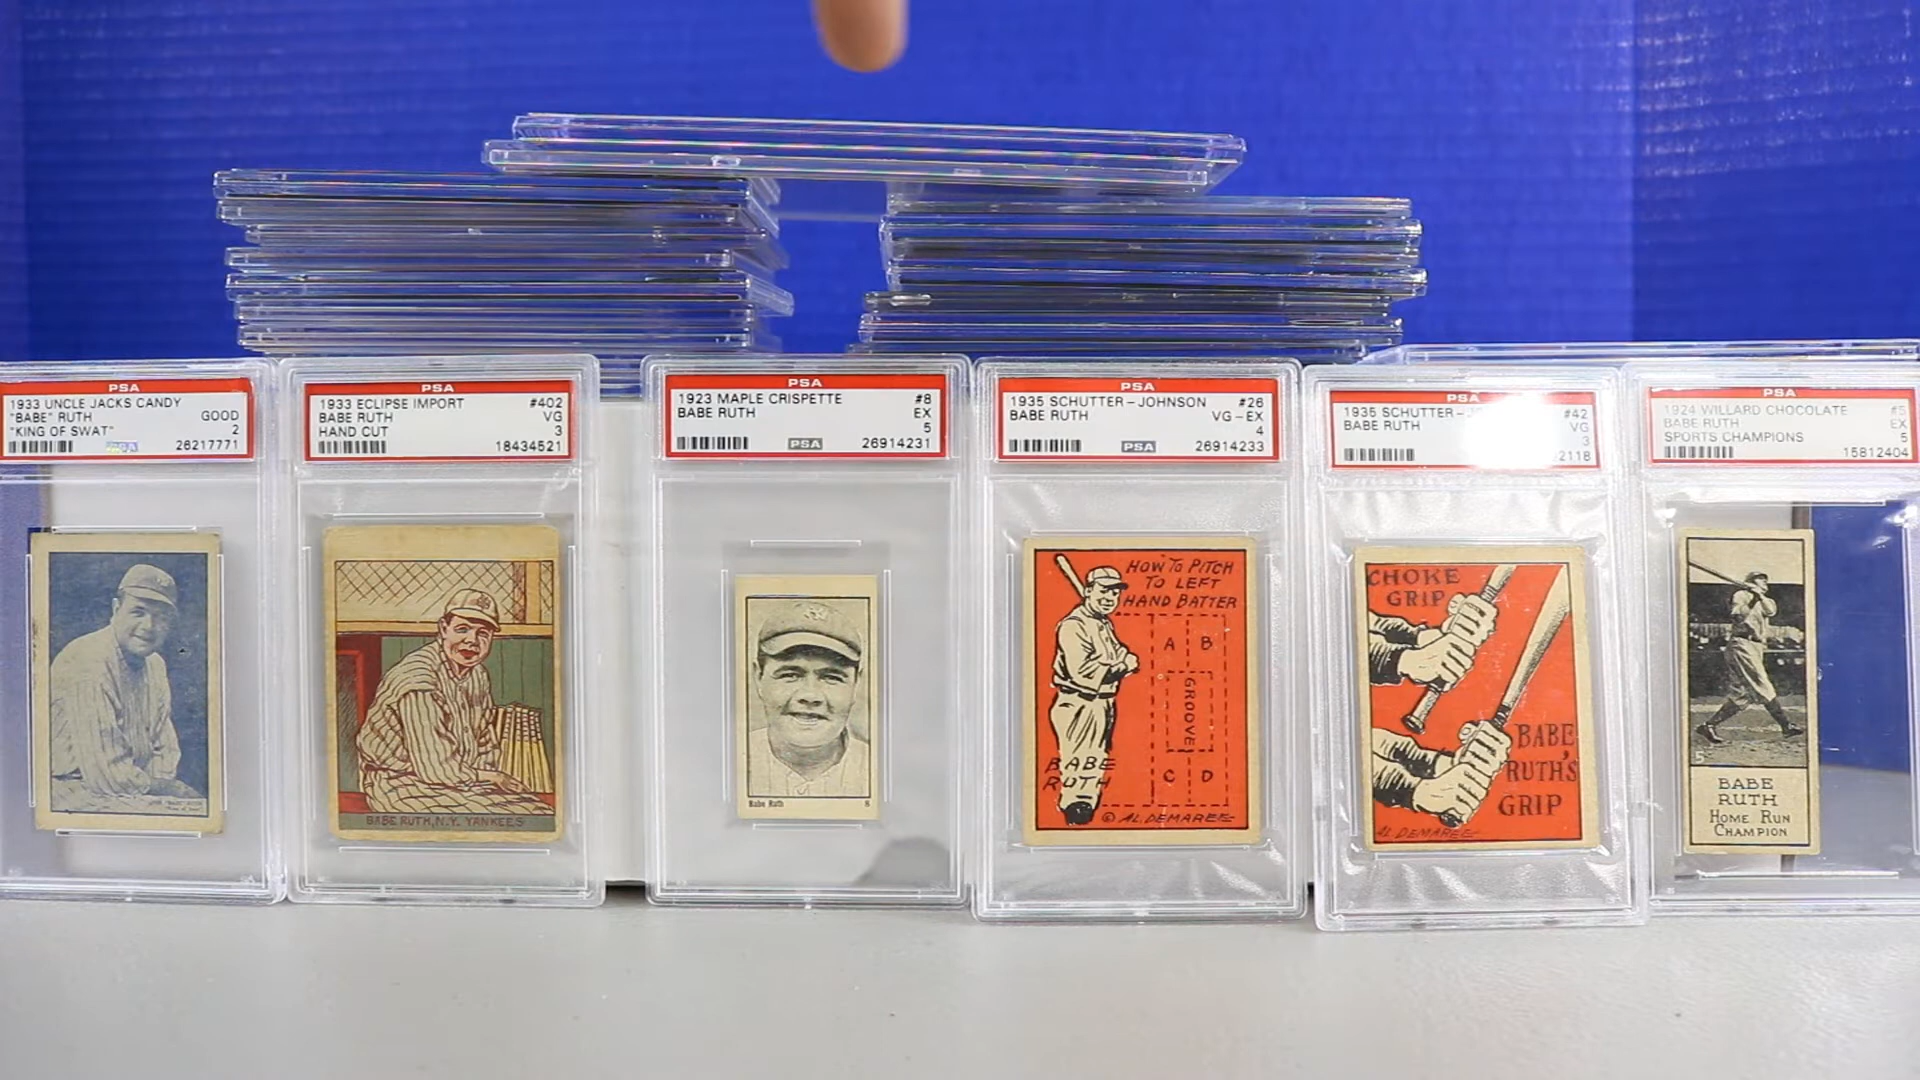 PSA
1933 UNCLE JACKS CANDY
"BABE" RUTH GOOD
"KING OF SWAT" 2
26217771
PSA
1933 ECLIPSE IMPORT #402
BABE RUTH VG
HAND CUT 3
18434521
BABE RUTH, N.Y. YANKEES
PSA
1923 MAPLE CRISPETTE #8
BABE RUTH EX
5
PSA 26914231
Babe Ruth 8
PSA
1935 SCHUTTER-JOHNSON #26
BABE RUTH VG-EX
4
PSA 26914233
HOW TO PITCH
TO LEFT
HAND BATTER
A B
GROOVE
C D
BABE
RUTH
© AL. DEMAREE
PSA
1935 SCHUTTER- #42
BABE RUTH VG
3
2118
CHOKE
GRIP
BABE
RUTH'S
GRIP
AL DEMAREE
PSA
1924 WILLARD CHOCOLATE #5
BABE RUTH EX
SPORTS CHAMPIONS 5
15812404
5
BABE
RUTH
HOME RUN
CHAMPION